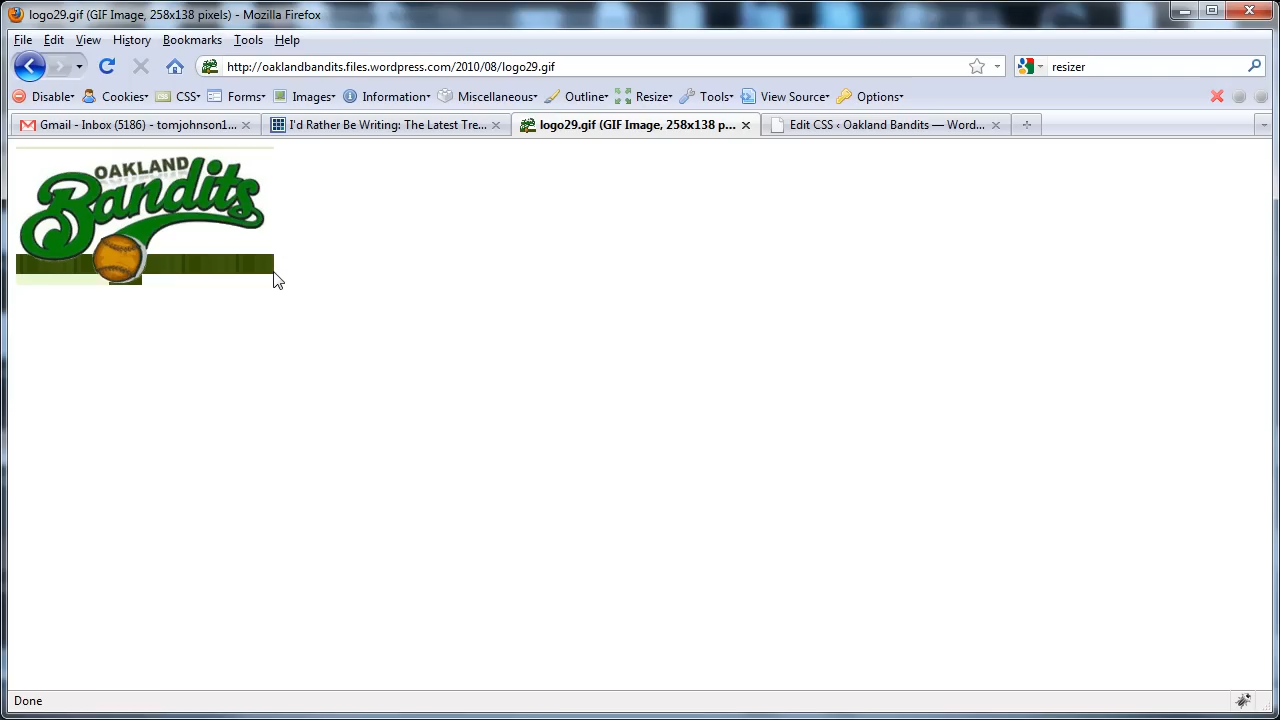 logo29.gif (GIF Image, 258x138 pixels) - Mozilla Firefox
File Edit View History Bookmarks Tools Help
http://oaklandbandits.files.wordpress.com/2010/08/logo29.gif resizer
Disable Cookies CSS Forms Images Information Miscellaneous Outline Resize Tools View Source Options
Gmail - Inbox (5186) - tomjohnson1... I'd Rather Be Writing: The Latest Tre... logo29.gif (GIF Image, 258x138 p... Edit CSS ‹ Oakland Bandits — Word...
OAKLAND
Bandits
Done